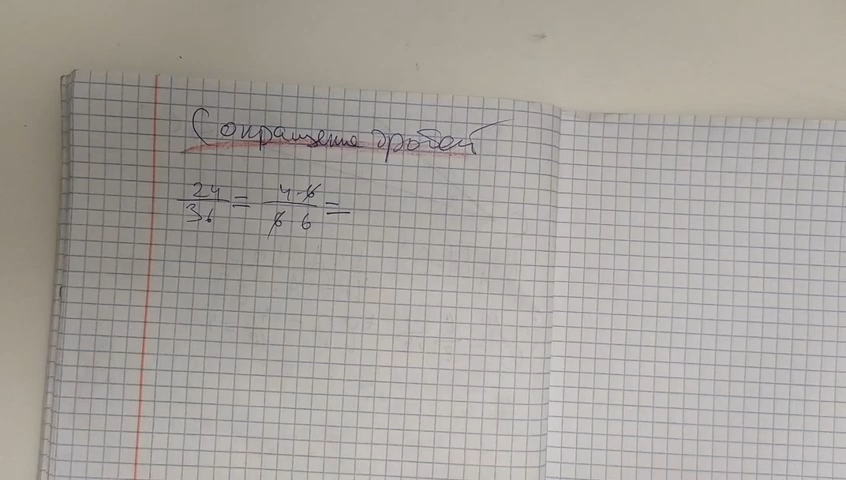 Сокращение дробей
24/36 = 4·6/6 6 =